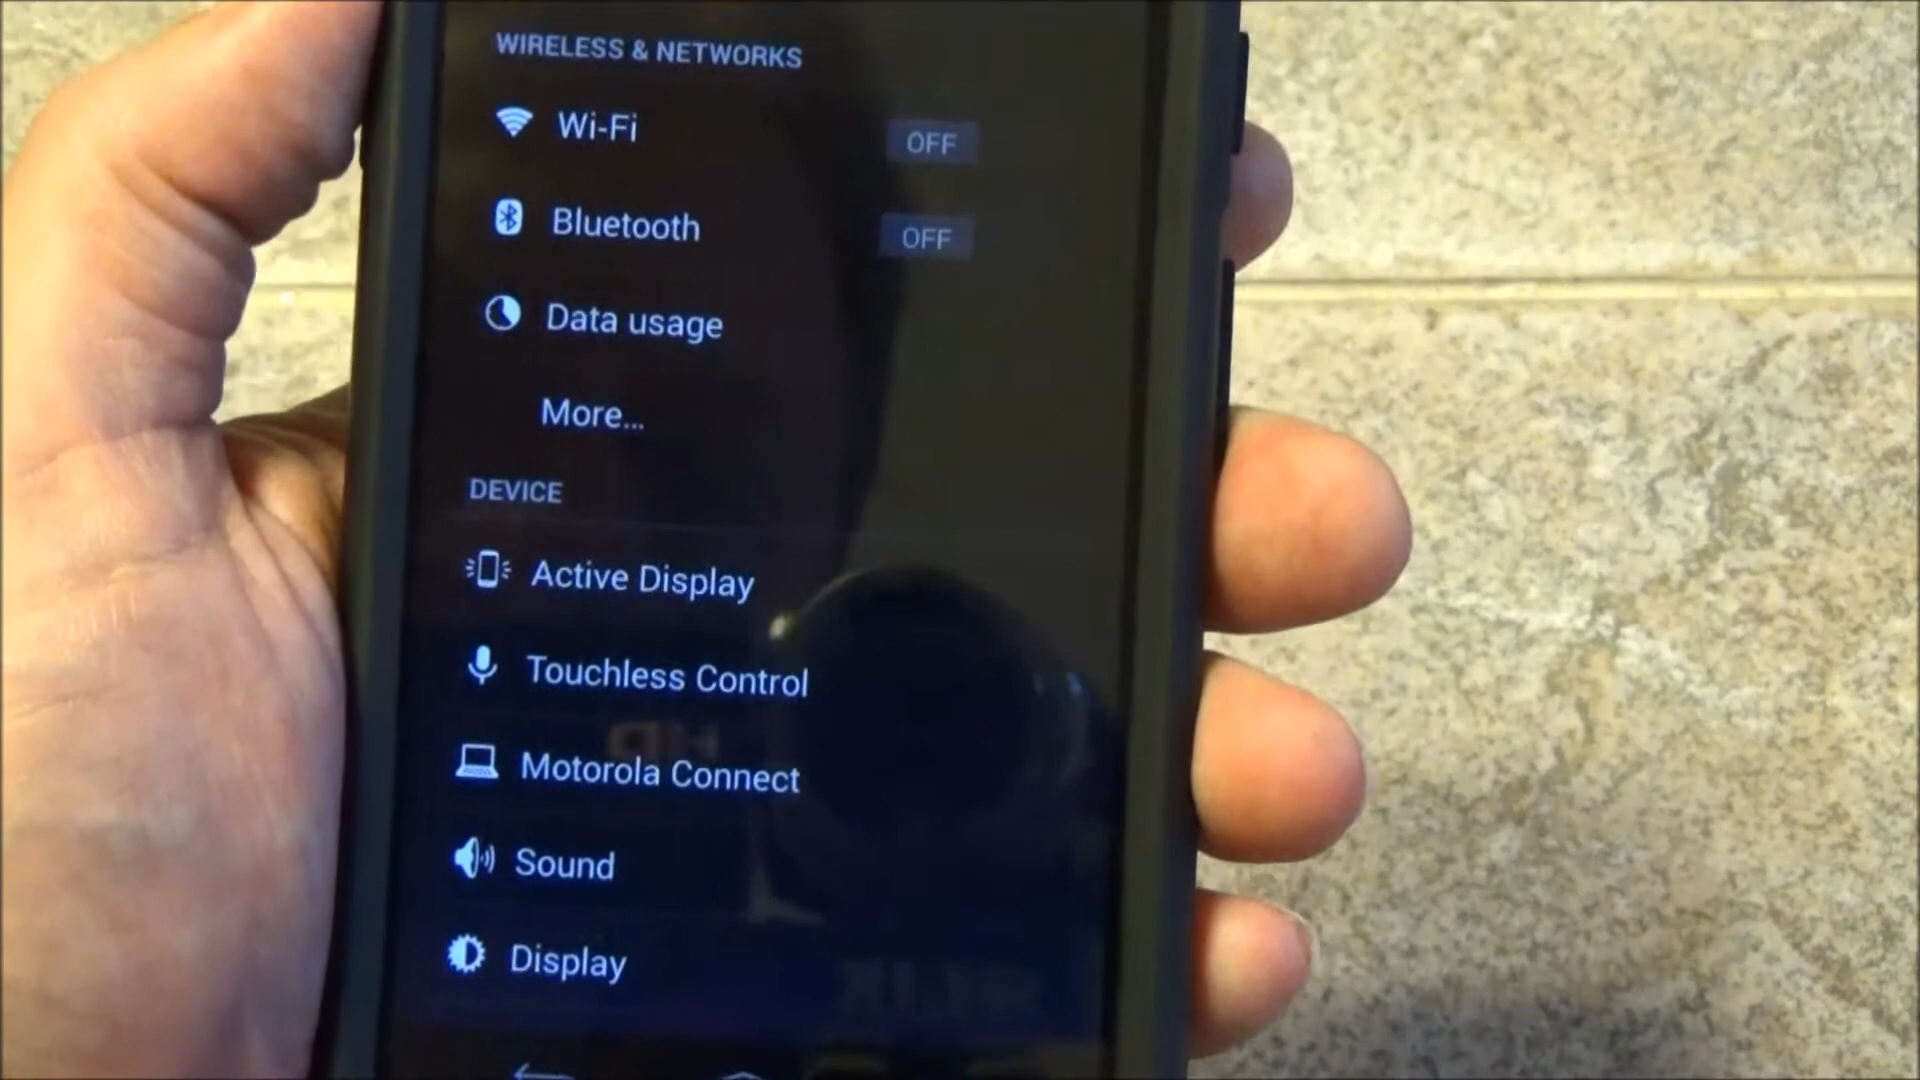 WIRELESS & NETWORKS
Wi-Fi OFF
Bluetooth OFF
Data usage
More...
DEVICE
Active Display
Touchless Control
Motorola Connect
Sound
Display